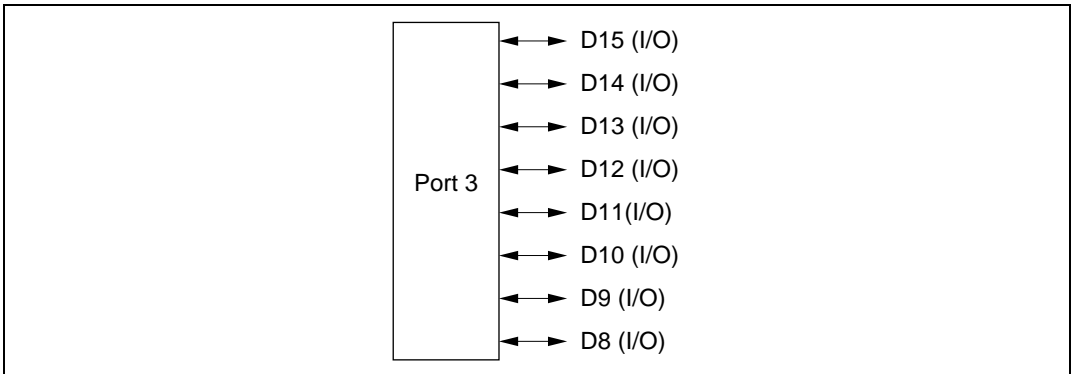 D15 (I/O)
D14 (I/O)
D13 (I/O)
D12 (I/O)
Port 3
D11(I/O)
D10 (I/O)
D9 (I/O)
D8 (I/O)